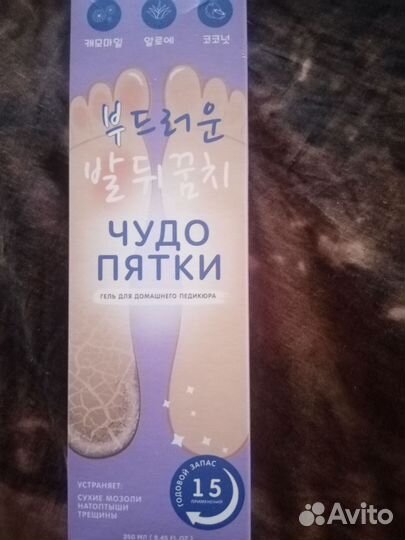 캐모마일 알로에 코코넛
부드러운
발뒤꿈치
ЧУДО
ПЯТКИ
ГЕЛЬ ДЛЯ ДОМАШНЕГО ПЕДИКЮРА
УСТРАНЯЕТ:
СУХИЕ МОЗОЛИ
НАТОПТЫШИ
ТРЕЩИНЫ
ГОДОВОЙ ЗАПАС
15
ПРИМЕНЕНИЙ
250 МЛ / 8.45 FL OZ
Avito